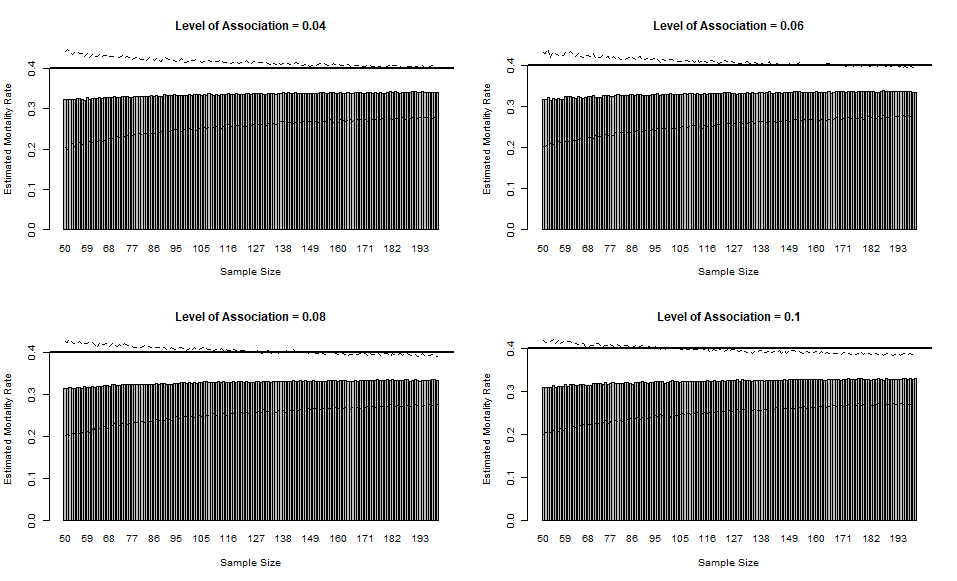 Level of Association = 0.04
Estimated Mortality Rate
0.0 0.1 0.2 0.3 0.4
50 59 68 77 86 95 105 116 127 138 149 160 171 182 193
Sample Size
Level of Association = 0.06
Estimated Mortality Rate
0.0 0.1 0.2 0.3 0.4
50 59 68 77 86 95 105 116 127 138 149 160 171 182 193
Sample Size
Level of Association = 0.08
Estimated Mortality Rate
0.0 0.1 0.2 0.3 0.4
50 59 68 77 86 95 105 116 127 138 149 160 171 182 193
Sample Size
Level of Association = 0.1
Estimated Mortality Rate
0.0 0.1 0.2 0.3 0.4
50 59 68 77 86 95 105 116 127 138 149 160 171 182 193
Sample Size